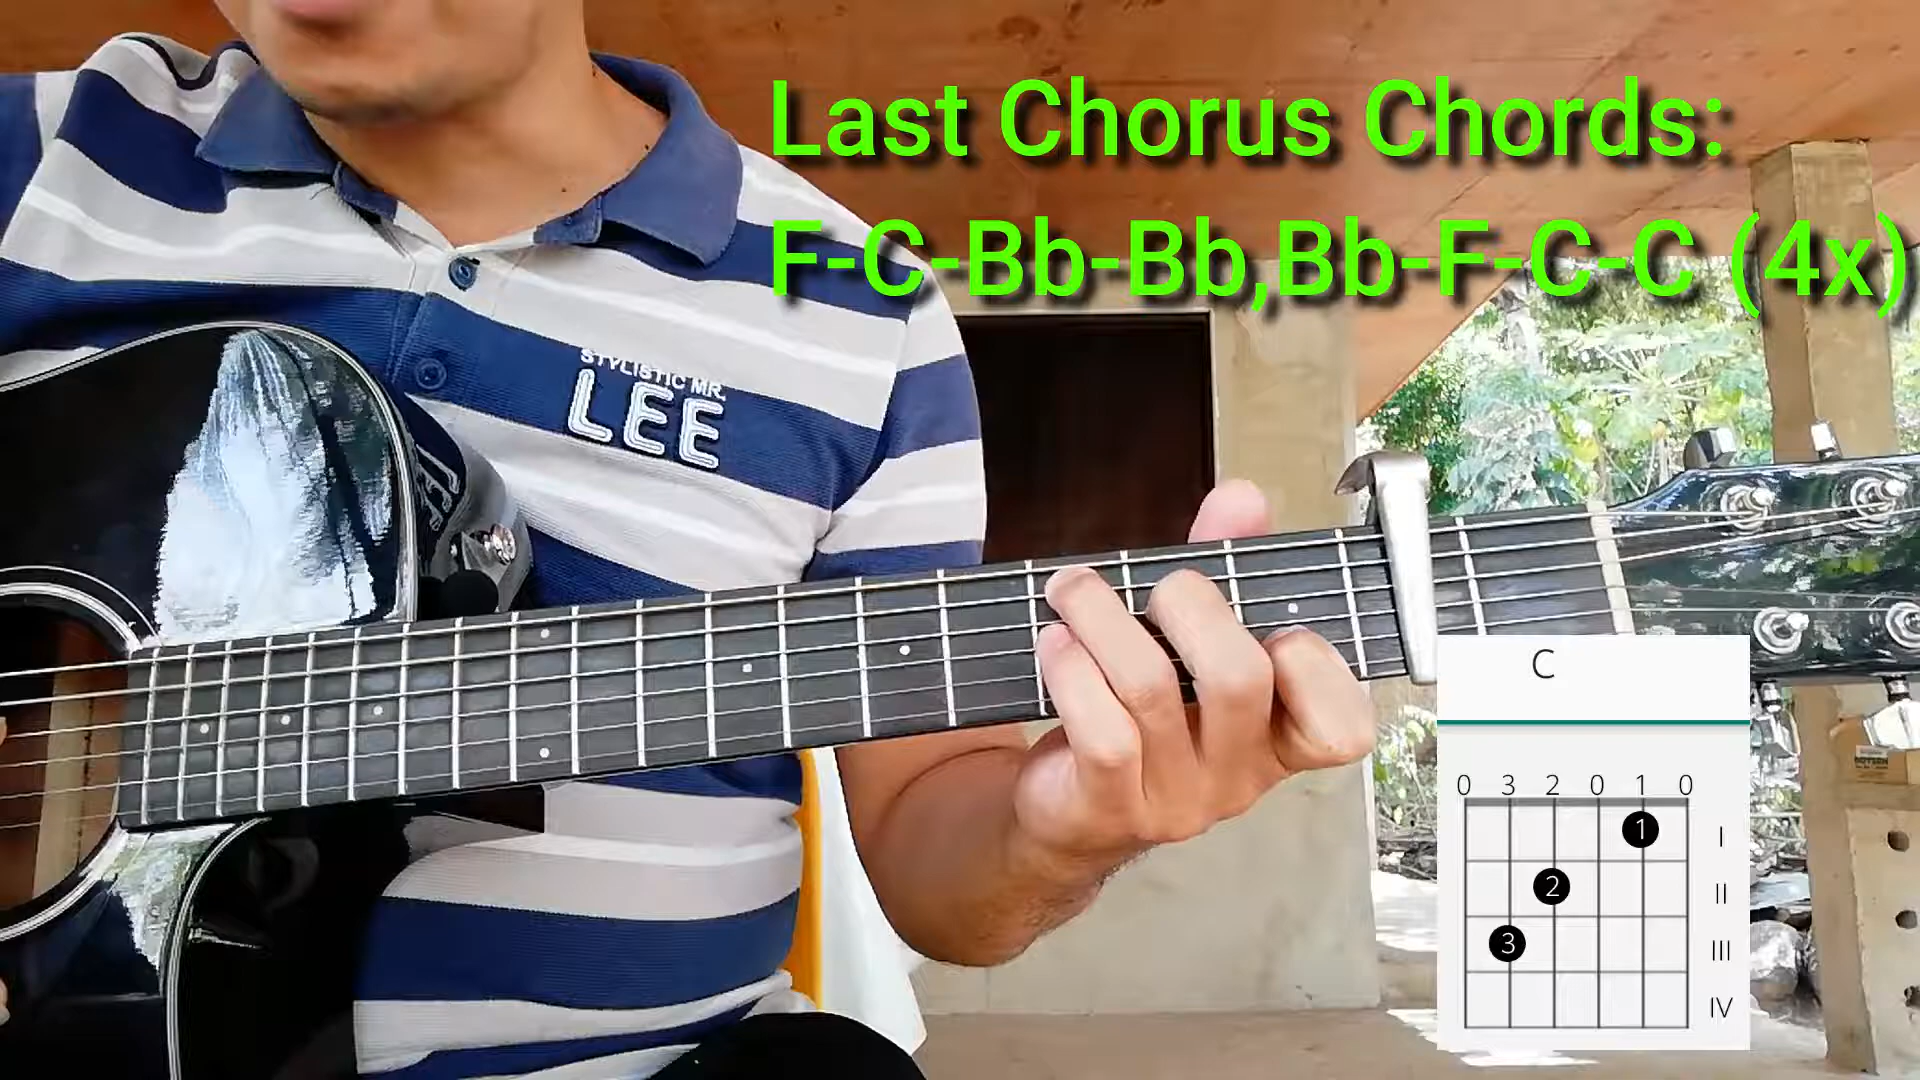 Last Chorus Chords:
F-C-Bb-Bb,Bb-F-C-C (4x)
STYLISTIC MR.
LEE
C
0 3 2 0 1 0
1
I
2
II
3
III
IV